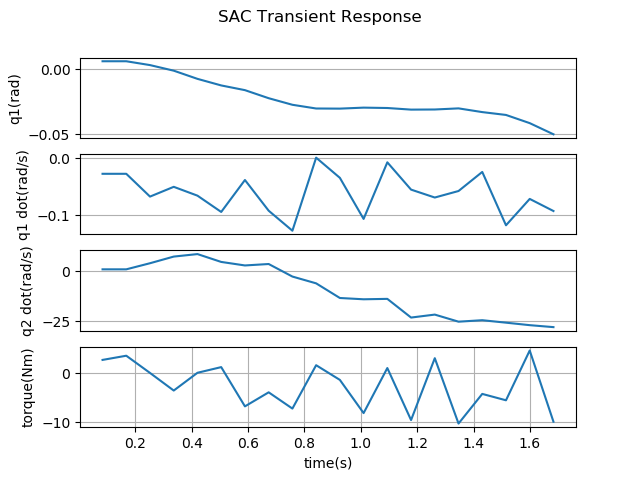 SAC Transient Response
0.00
−0.05
q1(rad)
0.0
−0.1
q1 dot(rad/s)
0
−25
q2 dot(rad/s)
0
−10
torque(Nm)
0.2 0.4 0.6 0.8 1.0 1.2 1.4 1.6
time(s)